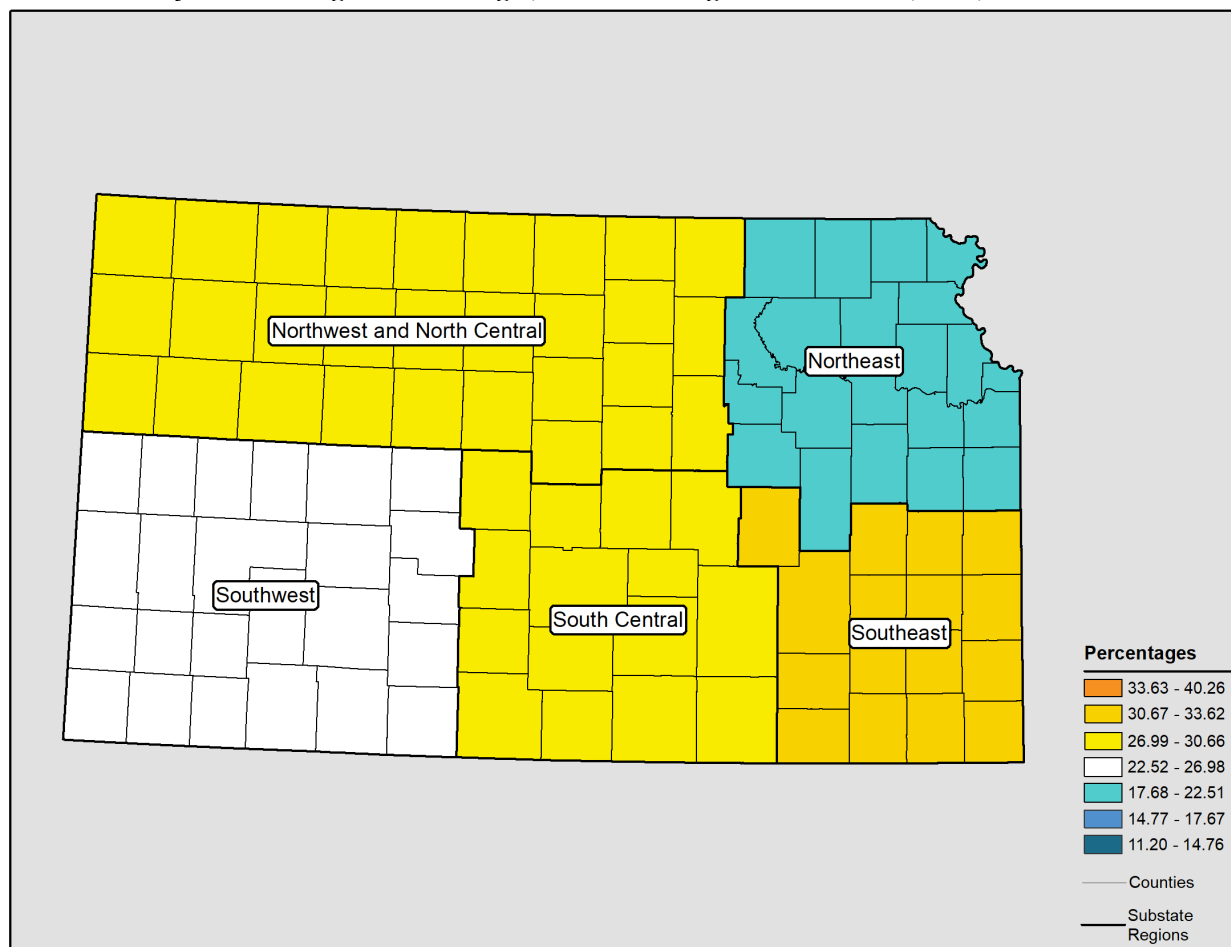 Northwest and North Central
Northeast
Southwest
South Central
Southeast
Percentages
33.63 - 40.26
30.67 - 33.62
26.99 - 30.66
22.52 - 26.98
17.68 - 22.51
14.77 - 17.67
11.20 - 14.76
Counties
Substate
Regions